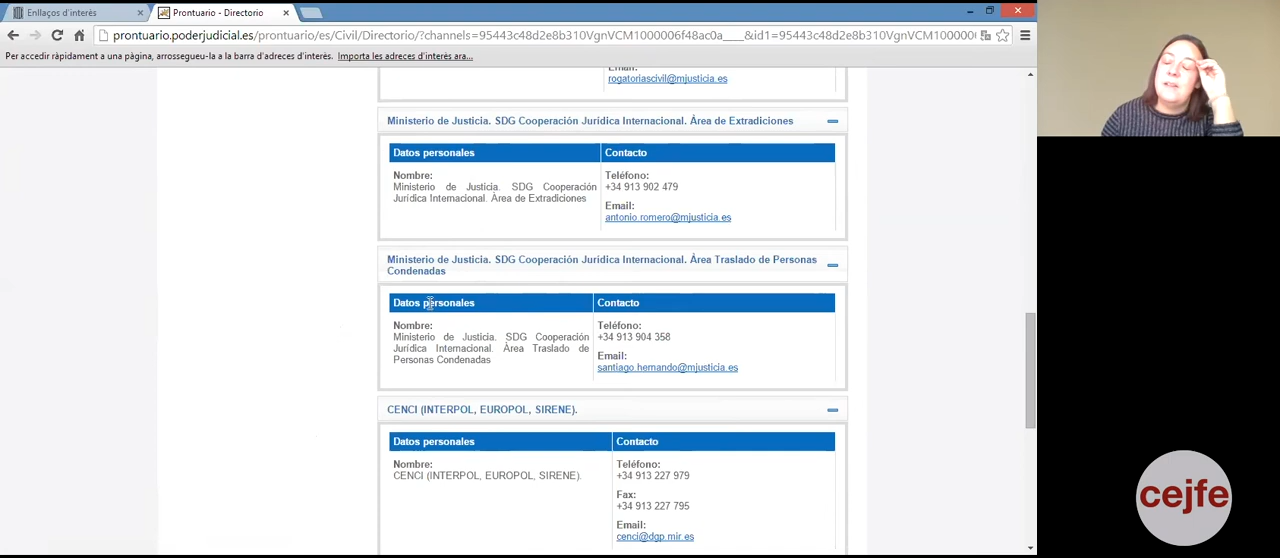 Enllaços d'interès
Prontuario - Directorio
prontuario.poderjudicial.es/prontuario/es/Civil/Directorio/?channels=95443c48d2e8b310VgnVCM1000006f48ac0a____&id1=95443c48d2e8b310VgnVCM1000006
Per accedir ràpidament a una pàgina, arrossegueu-la a la barra d'adreces d'interès. Importa les adreces d'interès ara...
Email:
rogatoriascivil@mjusticia.es
Ministerio de Justicia. SDG Cooperación Jurídica Internacional. Área de Extradiciones
Datos personales Contacto
Nombre:
Ministerio de Justicia. SDG Cooperación
Jurídica Internacional. Área de Extradiciones
Teléfono:
+34 913 902 479
Email:
antonio.romero@mjusticia.es
Ministerio de Justicia. SDG Cooperación Jurídica Internacional. Área Traslado de Personas
Condenadas
Datos personales Contacto
Nombre:
Ministerio de Justicia. SDG Cooperación
Jurídica Internacional. Área Traslado de
Personas Condenadas
Teléfono:
+34 913 904 358
Email:
santiago.hernando@mjusticia.es
CENCI (INTERPOL, EUROPOL, SIRENE).
Datos personales Contacto
Nombre:
CENCI (INTERPOL, EUROPOL, SIRENE).
Teléfono:
+34 913 227 979
Fax:
+34 913 227 795
Email:
cenci@dgp.mir.es
cejfe